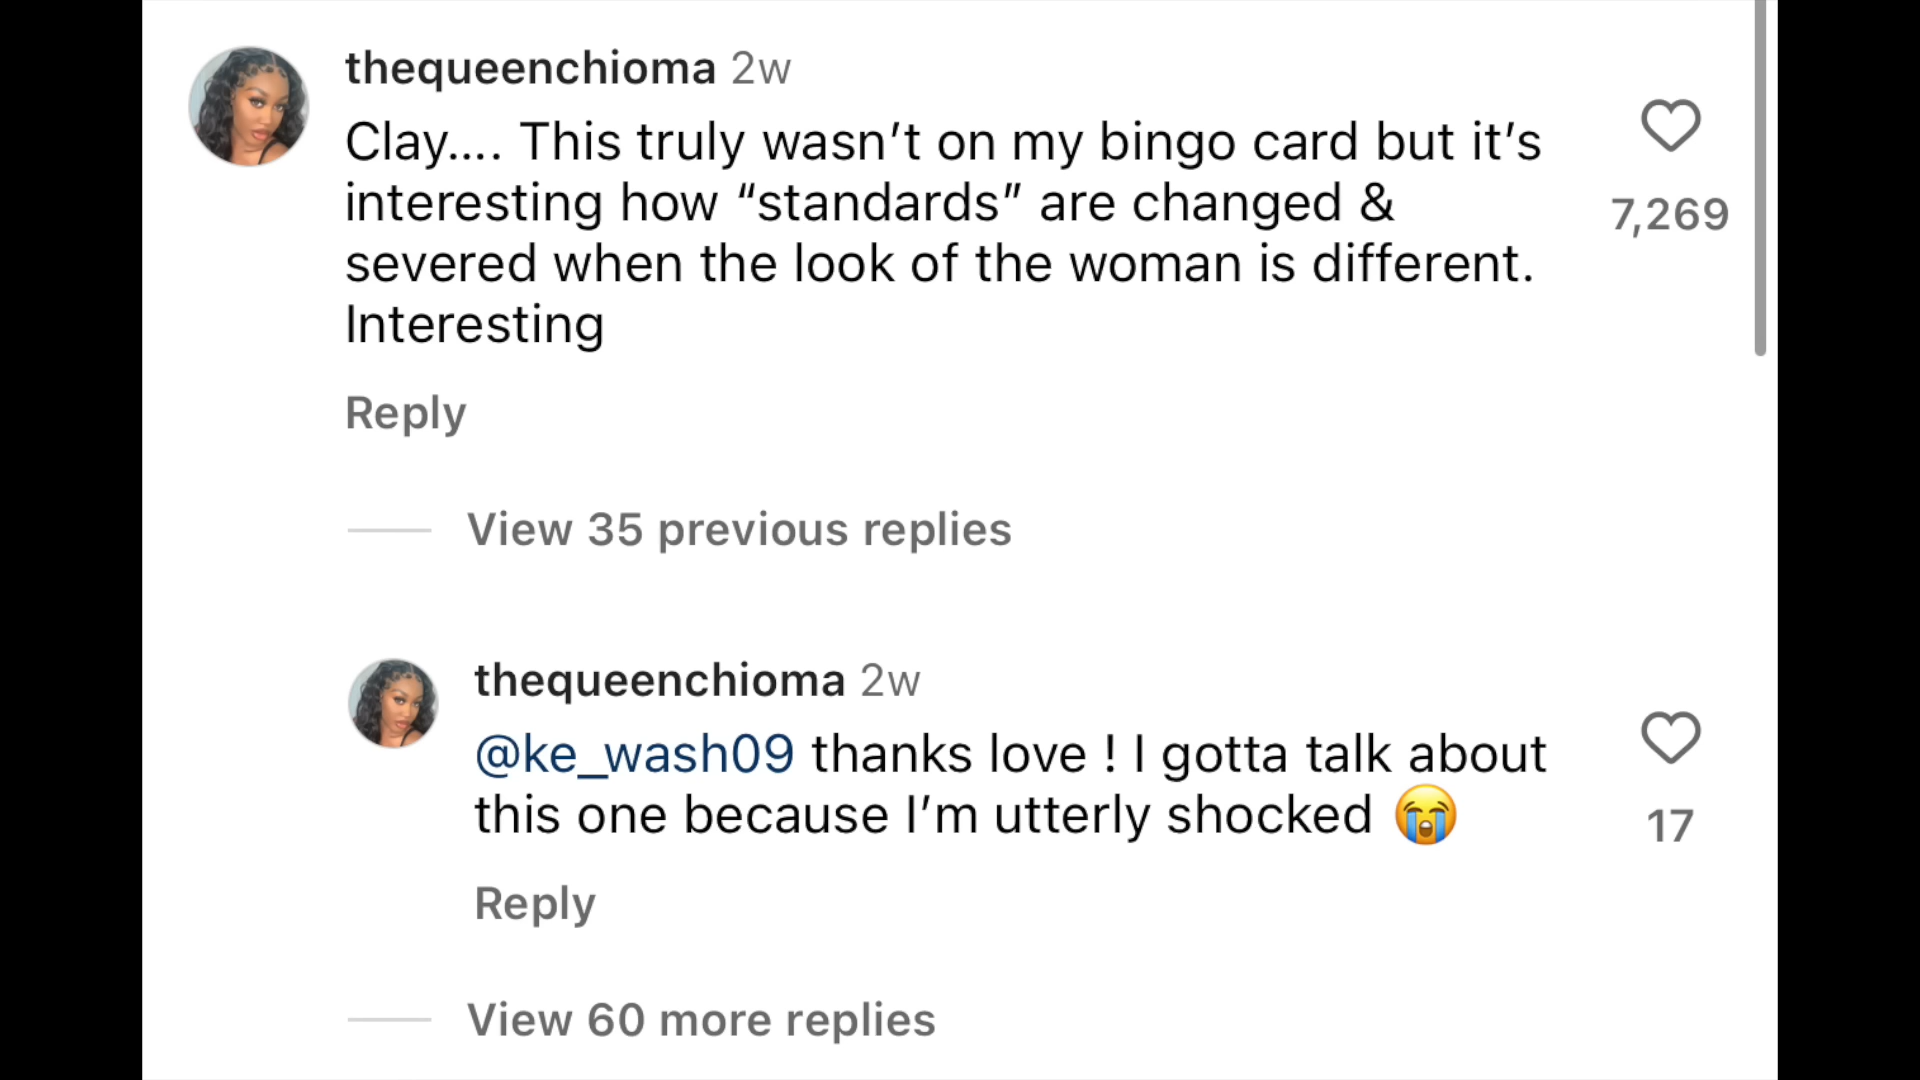 thequeenchioma 2w
Clay.... This truly wasn’t on my bingo card but it’s
interesting how “standards” are changed &
severed when the look of the woman is different.
Interesting
7,269
Reply
View 35 previous replies
thequeenchioma 2w
@ke_wash09 thanks love ! I gotta talk about
this one because I’m utterly shocked 😭
17
Reply
View 60 more replies